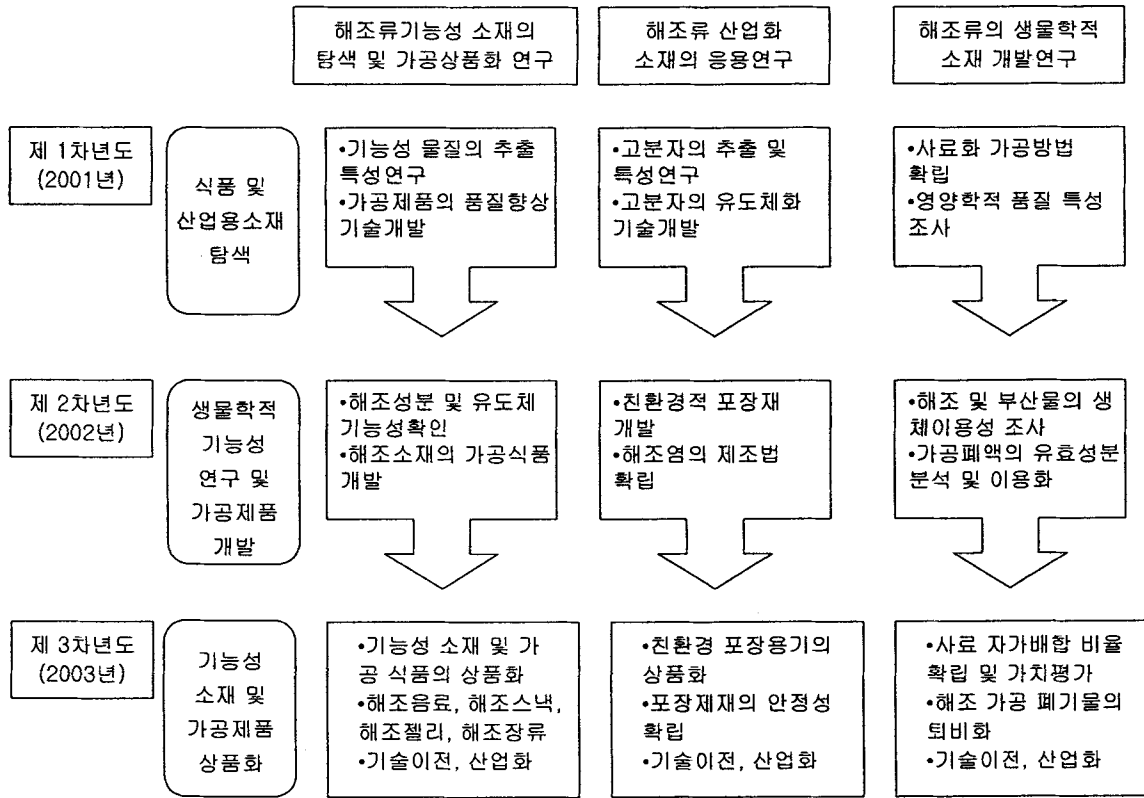 해조류기능성 소재의
탐색 및 가공상품화 연구
해조류 산업화
소재의 응용연구
해조류의 생물학적
소재 개발연구
제 1차년도
(2001년)
식품 및
산업용소재
탐색
•기능성 물질의 추출
특성연구
•가공제품의 품질향상
기술개발
•고분자의 추출 및
특성연구
•고분자의 유도체화
기술개발
•사료화 가공방법
확립
•영양학적 품질 특성
조사
제 2차년도
(2002년)
생물학적
기능성
연구 및
가공제품
개발
•해조성분 및 유도체
기능성확인
•해조소재의 가공식품
개발
•친환경적 포장재
개발
•해조염의 제조법
확립
•해조 및 부산물의 생
체이용성 조사
•가공폐액의 유효성분
분석 및 이용화
제 3차년도
(2003년)
기능성
소재 및
가공제품
상품화
•기능성 소재 및 가
공 식품의 상품화
•해조음료, 해조스낵,
해조젤리, 해조장류
•기술이전, 산업화
•친환경 포장용기의
상품화
•포장제재의 안정성
확립
•기술이전, 산업화
•사료 자가배합 비율
확립 및 가치평가
•해조 가공 폐기물의
퇴비화
•기술이전, 산업화